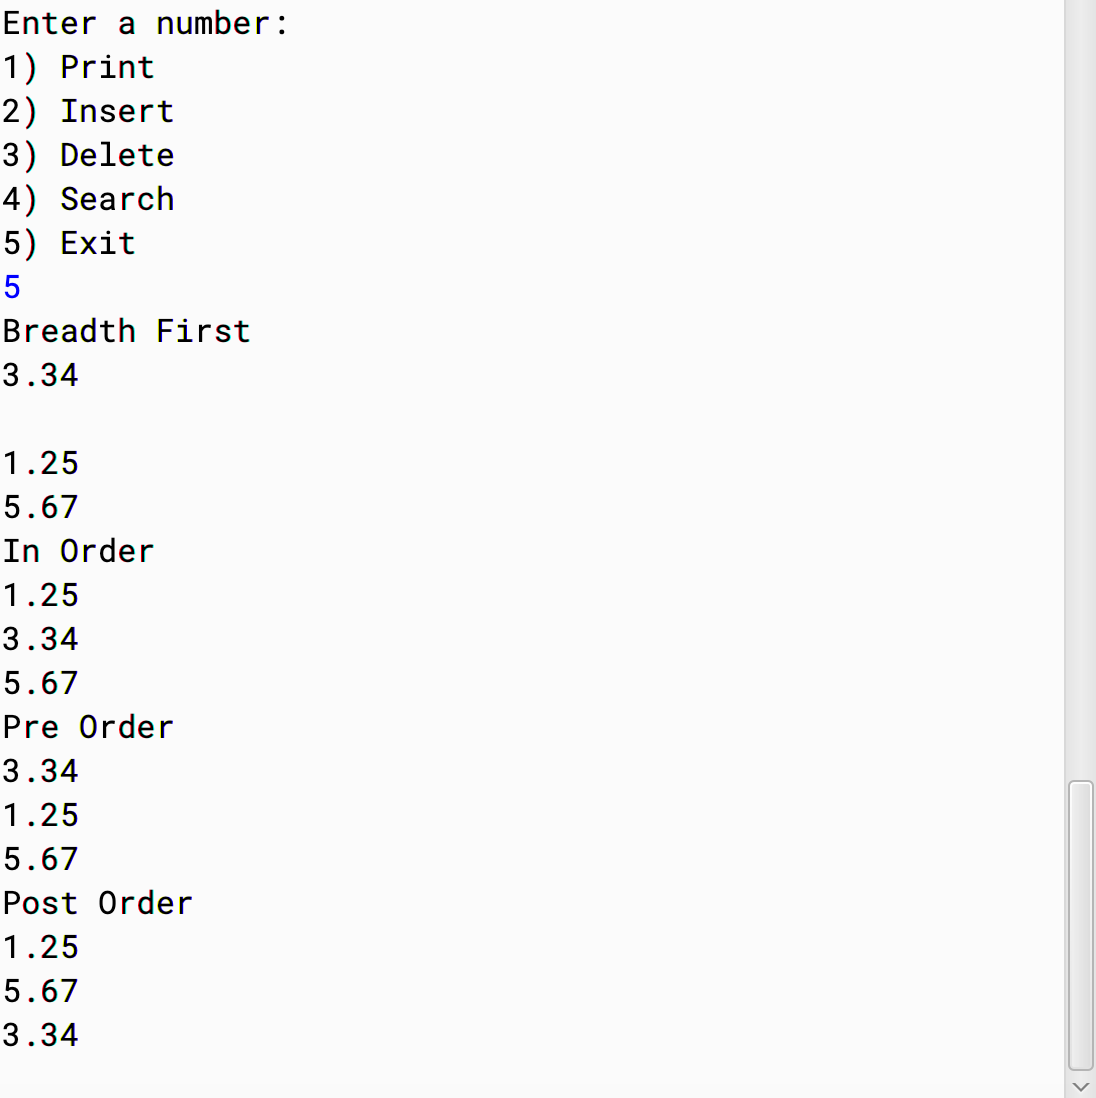 Enter a number:
1) Print
2) Insert
3) Delete
4) Search
5) Exit
5
Breadth First
3.34

1.25
5.67
In Order
1.25
3.34
5.67
Pre Order
3.34
1.25
5.67
Post Order
1.25
5.67
3.34